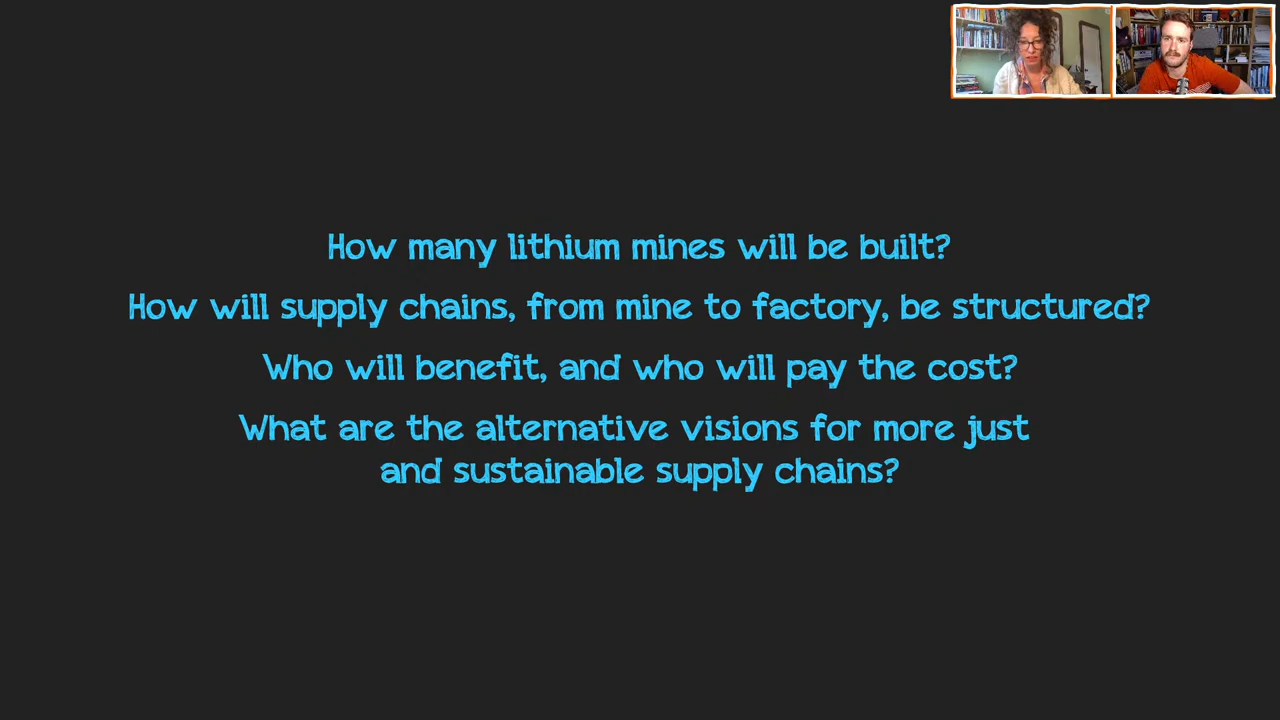 How many lithium mines will be built?
How will supply chains, from mine to factory, be structured?
Who will benefit, and who will pay the cost?
What are the alternative visions for more just
and sustainable supply chains?